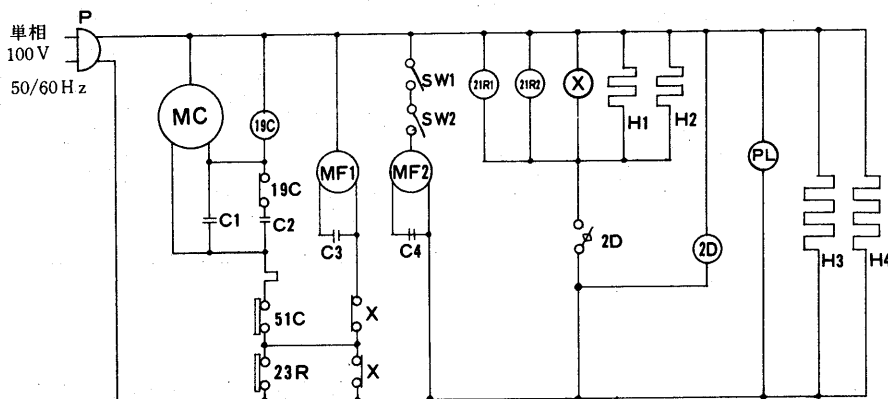 P
単相
100V
50/60Hz
MC
19C
19C
C1
C2
51C
23R
MF1
C3
X
X
SW1
SW2
MF2
C4
21R1
21R2
X
H1
H2
2D
2D
PL
H3
H4